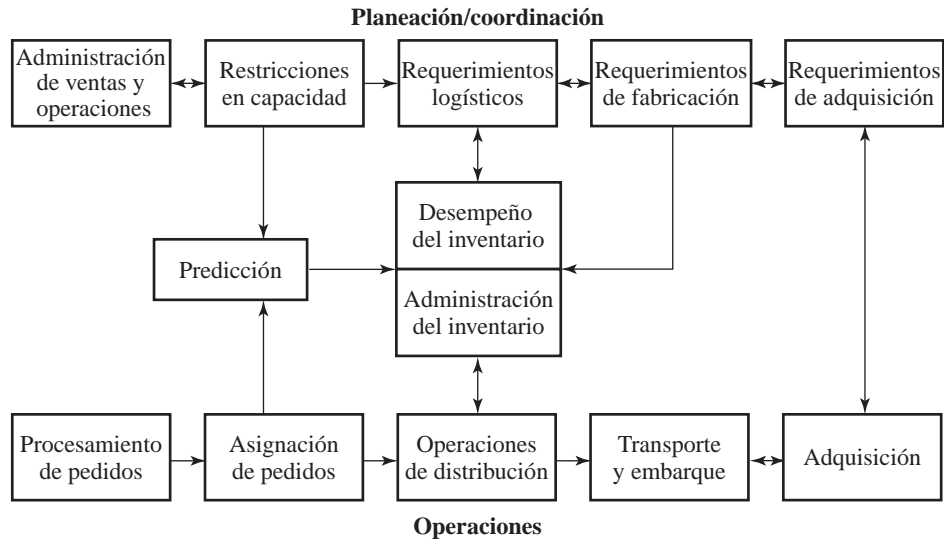 Planeación/coordinación
Administración
de ventas y
operaciones
Restricciones
en capacidad
Requerimientos
logísticos
Requerimientos
de fabricación
Requerimientos
de adquisición
Desempeño
del inventario
Predicción
Administración
del inventario
Procesamiento
de pedidos
Asignación
de pedidos
Operaciones
de distribución
Transporte
y embarque
Adquisición
Operaciones